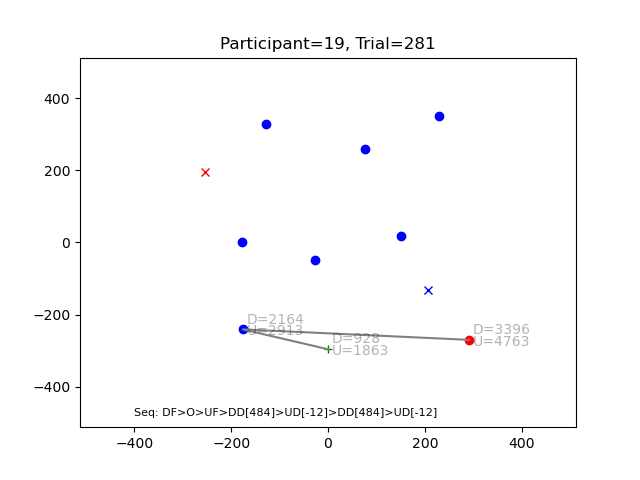 Participant=19, Trial=281
400
200
0
−200
−400
D=2164
U=2913
D=928
U=1863
D=3396
U=4763
Seq: DF>O>UF>DD[484]>UD[-12]>DD[484]>UD[-12]
−400
−200
0
200
400